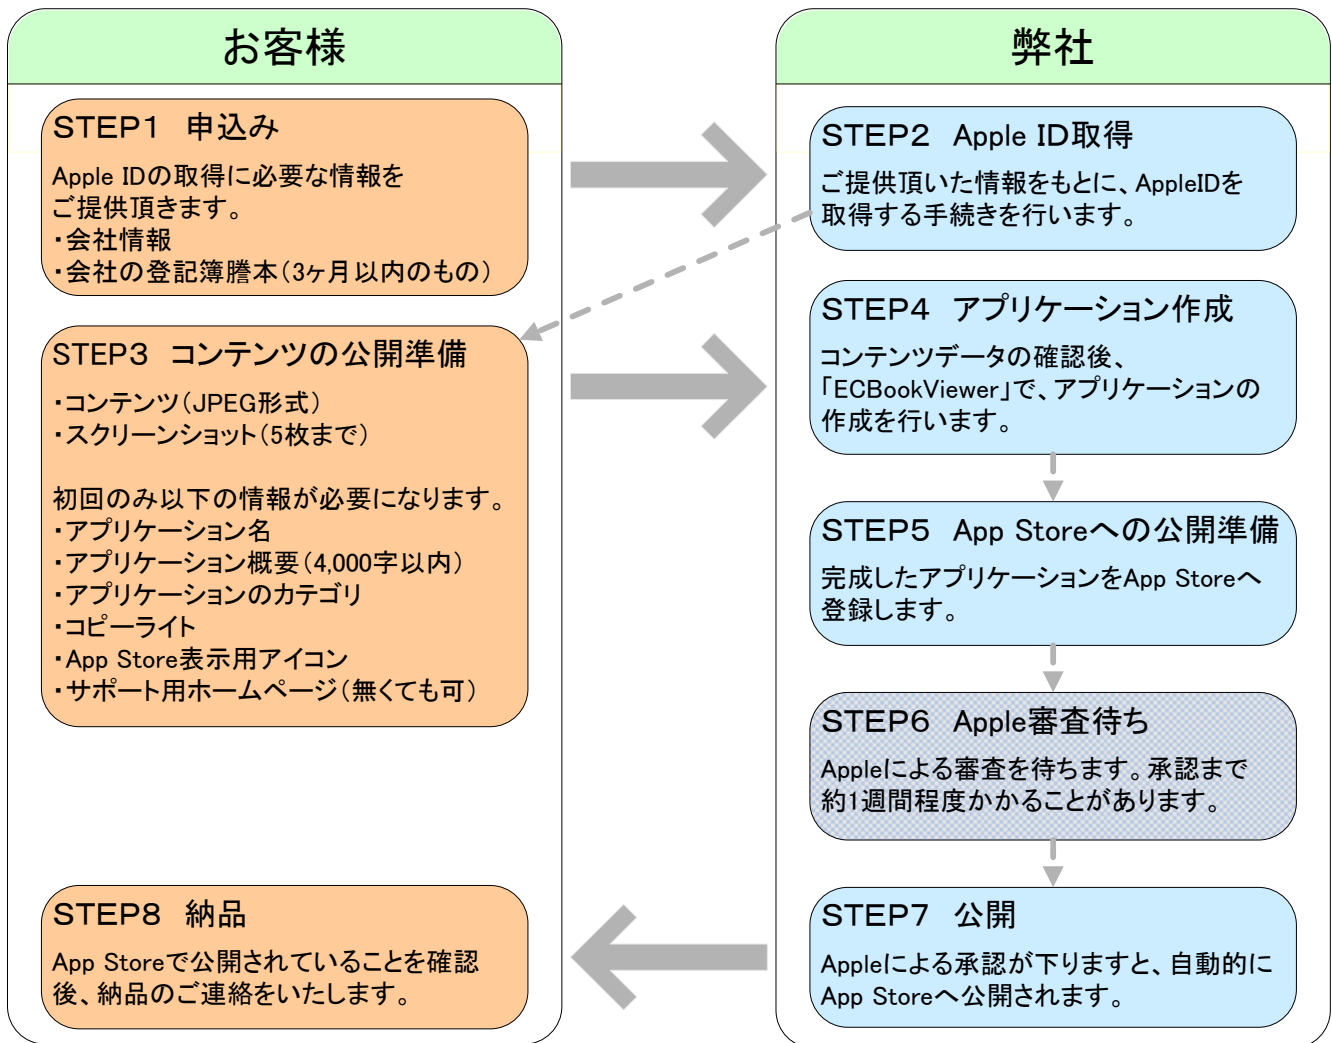 お客様
STEP1 申込み
Apple IDの取得に必要な情報を
ご提供頂きます。
・会社情報
・会社の登記簿謄本（3ヶ月以内のもの）
STEP3 コンテンツの公開準備
・コンテンツ（JPEG形式）
・スクリーンショット（5枚まで）
初回のみ以下の情報が必要になります。
・アプリケーション名
・アプリケーション概要（4,000字以内）
・アプリケーションのカテゴリ
・コピーライト
・App Store表示用アイコン
・サポート用ホームページ（無くても可）
STEP8 納品
App Storeで公開されていることを確認
後、納品のご連絡をいたします。
弊社
STEP2 Apple ID取得
ご提供頂いた情報をもとに、AppleIDを
取得する手続きを行います。
STEP4 アプリケーション作成
コンテンツデータの確認後、
「ECBookViewer」で、アプリケーションの
作成を行います。
STEP5 App Storeへの公開準備
完成したアプリケーションをApp Storeへ
登録します。
STEP6 Apple審査待ち
Appleによる審査を待ちます。承認まで
約1週間程度かかることがあります。
STEP7 公開
Appleによる承認が下りますと、自動的に
App Storeへ公開されます。